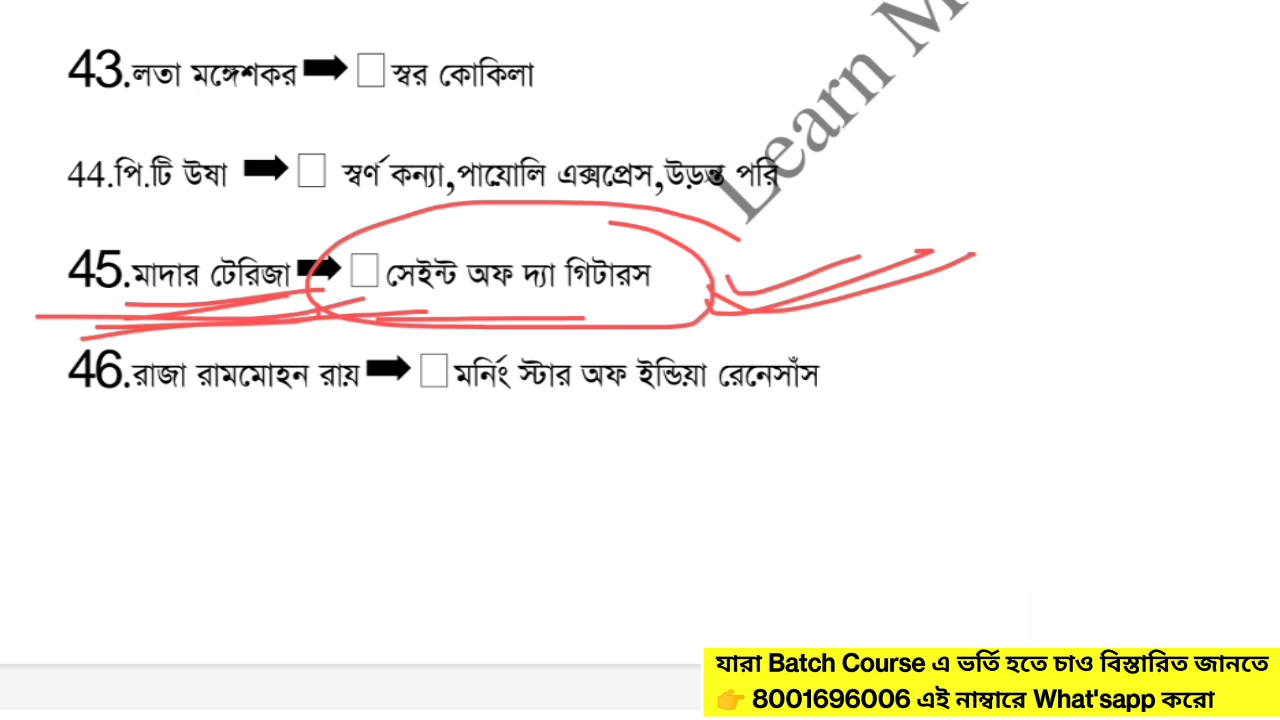 43.লতা মঙ্গেশকর➡ □স্বর কোকিলা
44.পি.টি উষা ➡□ স্বর্ণ কন্যা,পায়োলি এক্সপ্রেস,উড়ন্ত পরি
45.মাদার টেরিজা➡ □সেইন্ট অফ দ্যা গিটারস
46.রাজা রামমোহন রায়➡ □মর্নিং স্টার অফ ইন্ডিয়া রেনেসাঁস
Learn
যারা Batch Course এ ভর্তি হতে চাও বিস্তারিত জানতে
👉 8001696006 এই নাম্বারে What'sapp করো